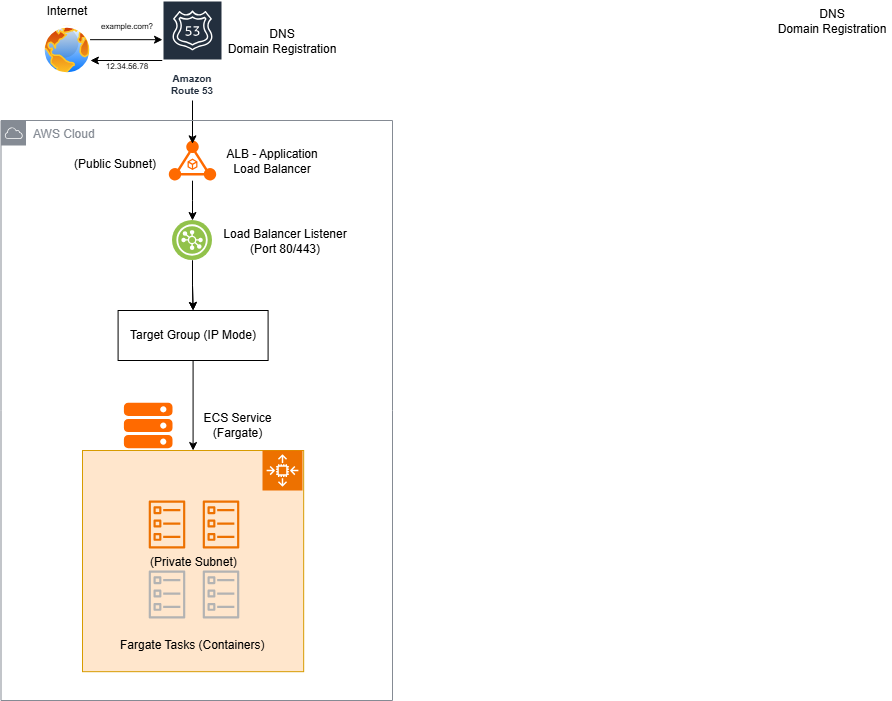 Internet
example.com?
12.34.56.78
53
DNS
Domain Registration
DNS
Domain Registration
Amazon
Route 53
AWS Cloud
(Public Subnet)
ALB - Application
Load Balancer
Load Balancer Listener
(Port 80/443)
Target Group (IP Mode)
ECS Service
(Fargate)
(Private Subnet)
Fargate Tasks (Containers)